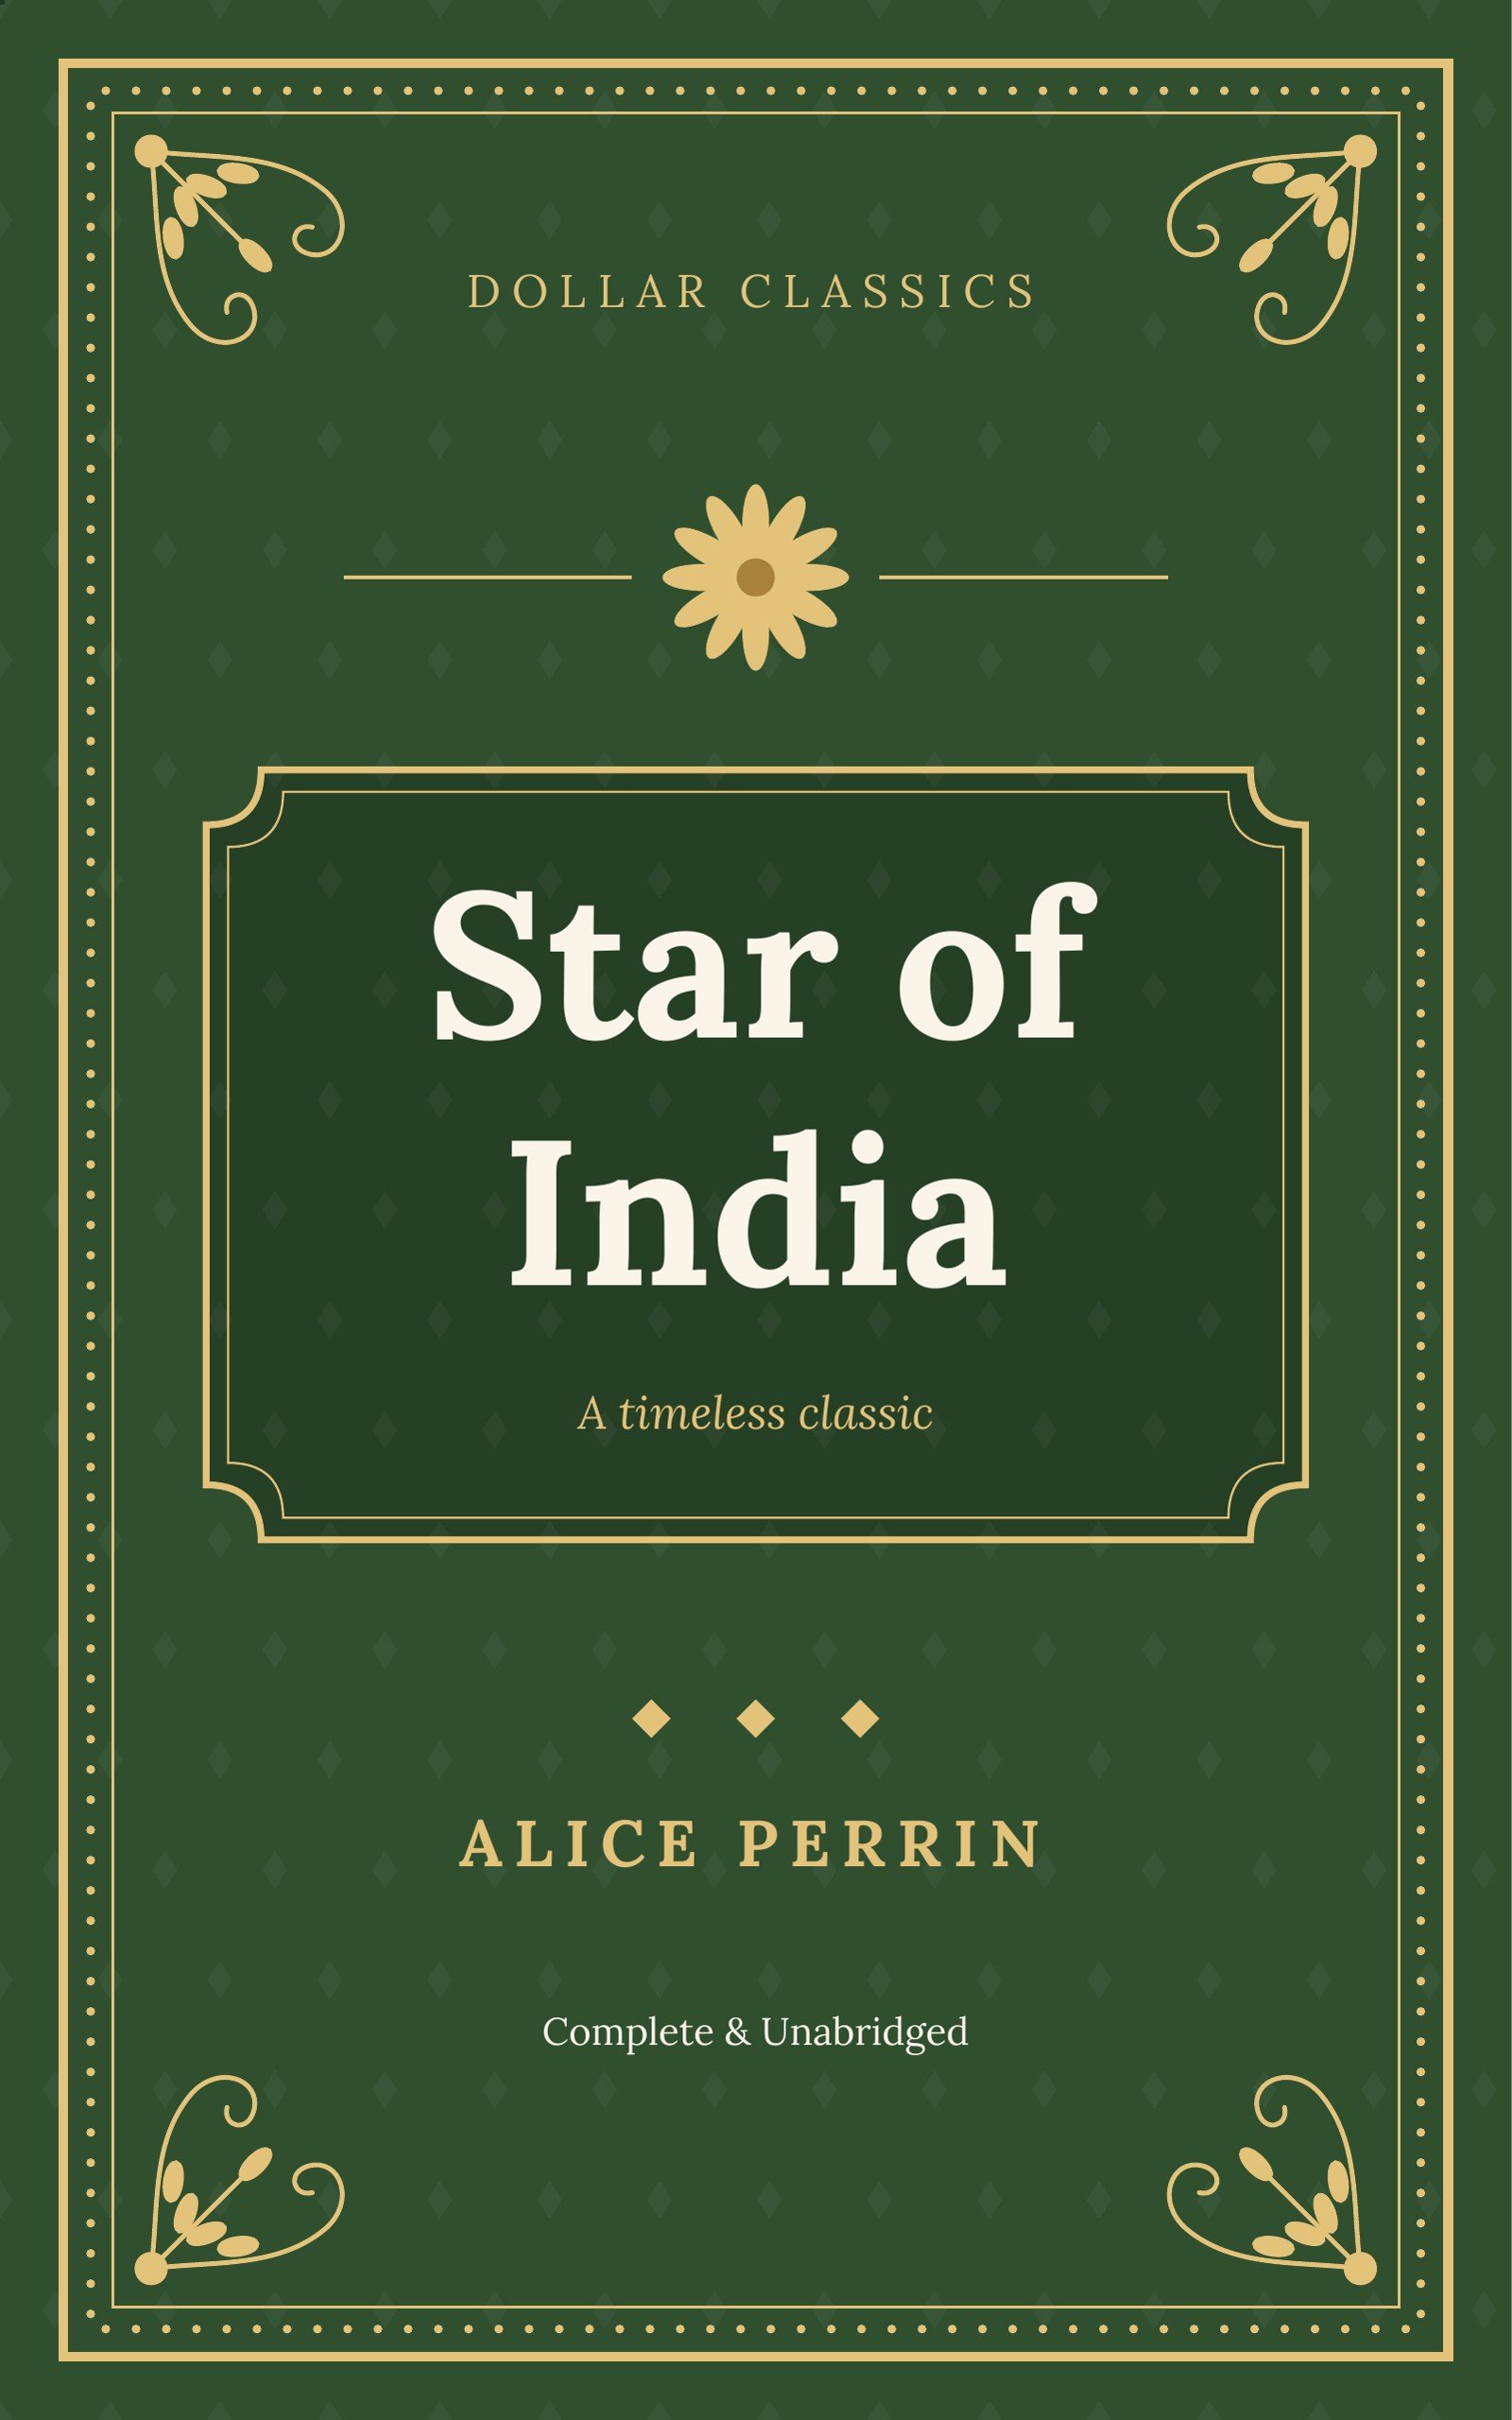 DOLLAR CLASSICS
Star of
India
A timeless classic
ALICE PERRIN
Complete & Unabridged